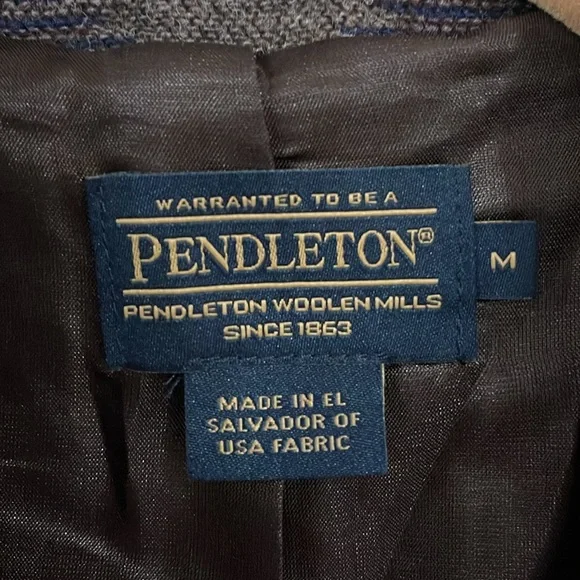 WARRANTED TO BE A
PENDLETON®
PENDLETON WOOLEN MILLS
SINCE 1863
M
MADE IN EL
SALVADOR OF
USA FABRIC